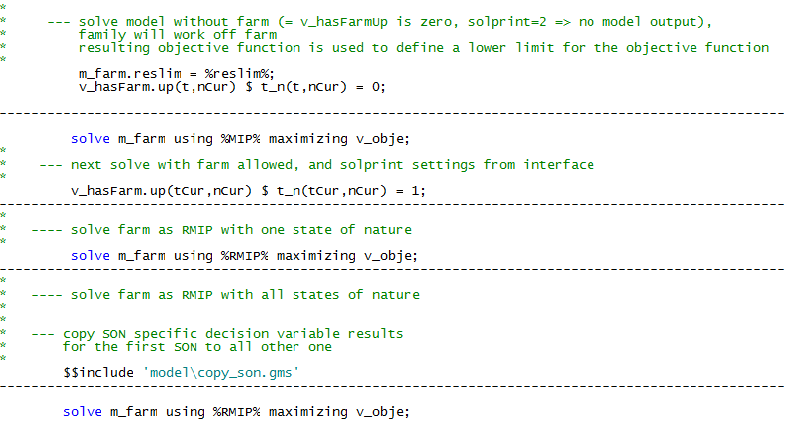 *
* --- solve model without farm (= v_hasFarmUp is zero, solprint=2 => no model output),
* family will work off farm
* resulting objective function is used to define a lower limit for the objective function
*
m_farm.reslim = %reslim%;
v_hasFarm.up(t,nCur) $ t_n(t,nCur) = 0;
--------------------------------------------------------------------------------
solve m_farm using %MIP% maximizing v_obje;
*
* --- next solve with farm allowed, and solprint settings from interface
*
v_hasFarm.up(tCur,nCur) $ t_n(tCur,nCur) = 1;
--------------------------------------------------------------------------------
*
* ---- solve farm as RMIP with one state of nature
*
solve m_farm using %RMIP% maximizing v_obje;
--------------------------------------------------------------------------------
*
* ---- solve farm as RMIP with all states of nature
*
*
* --- copy SON specific decision variable results
* for the first SON to all other one
*
$$include 'model\copy_son.gms'
--------------------------------------------------------------------------------
solve m_farm using %RMIP% maximizing v_obje;